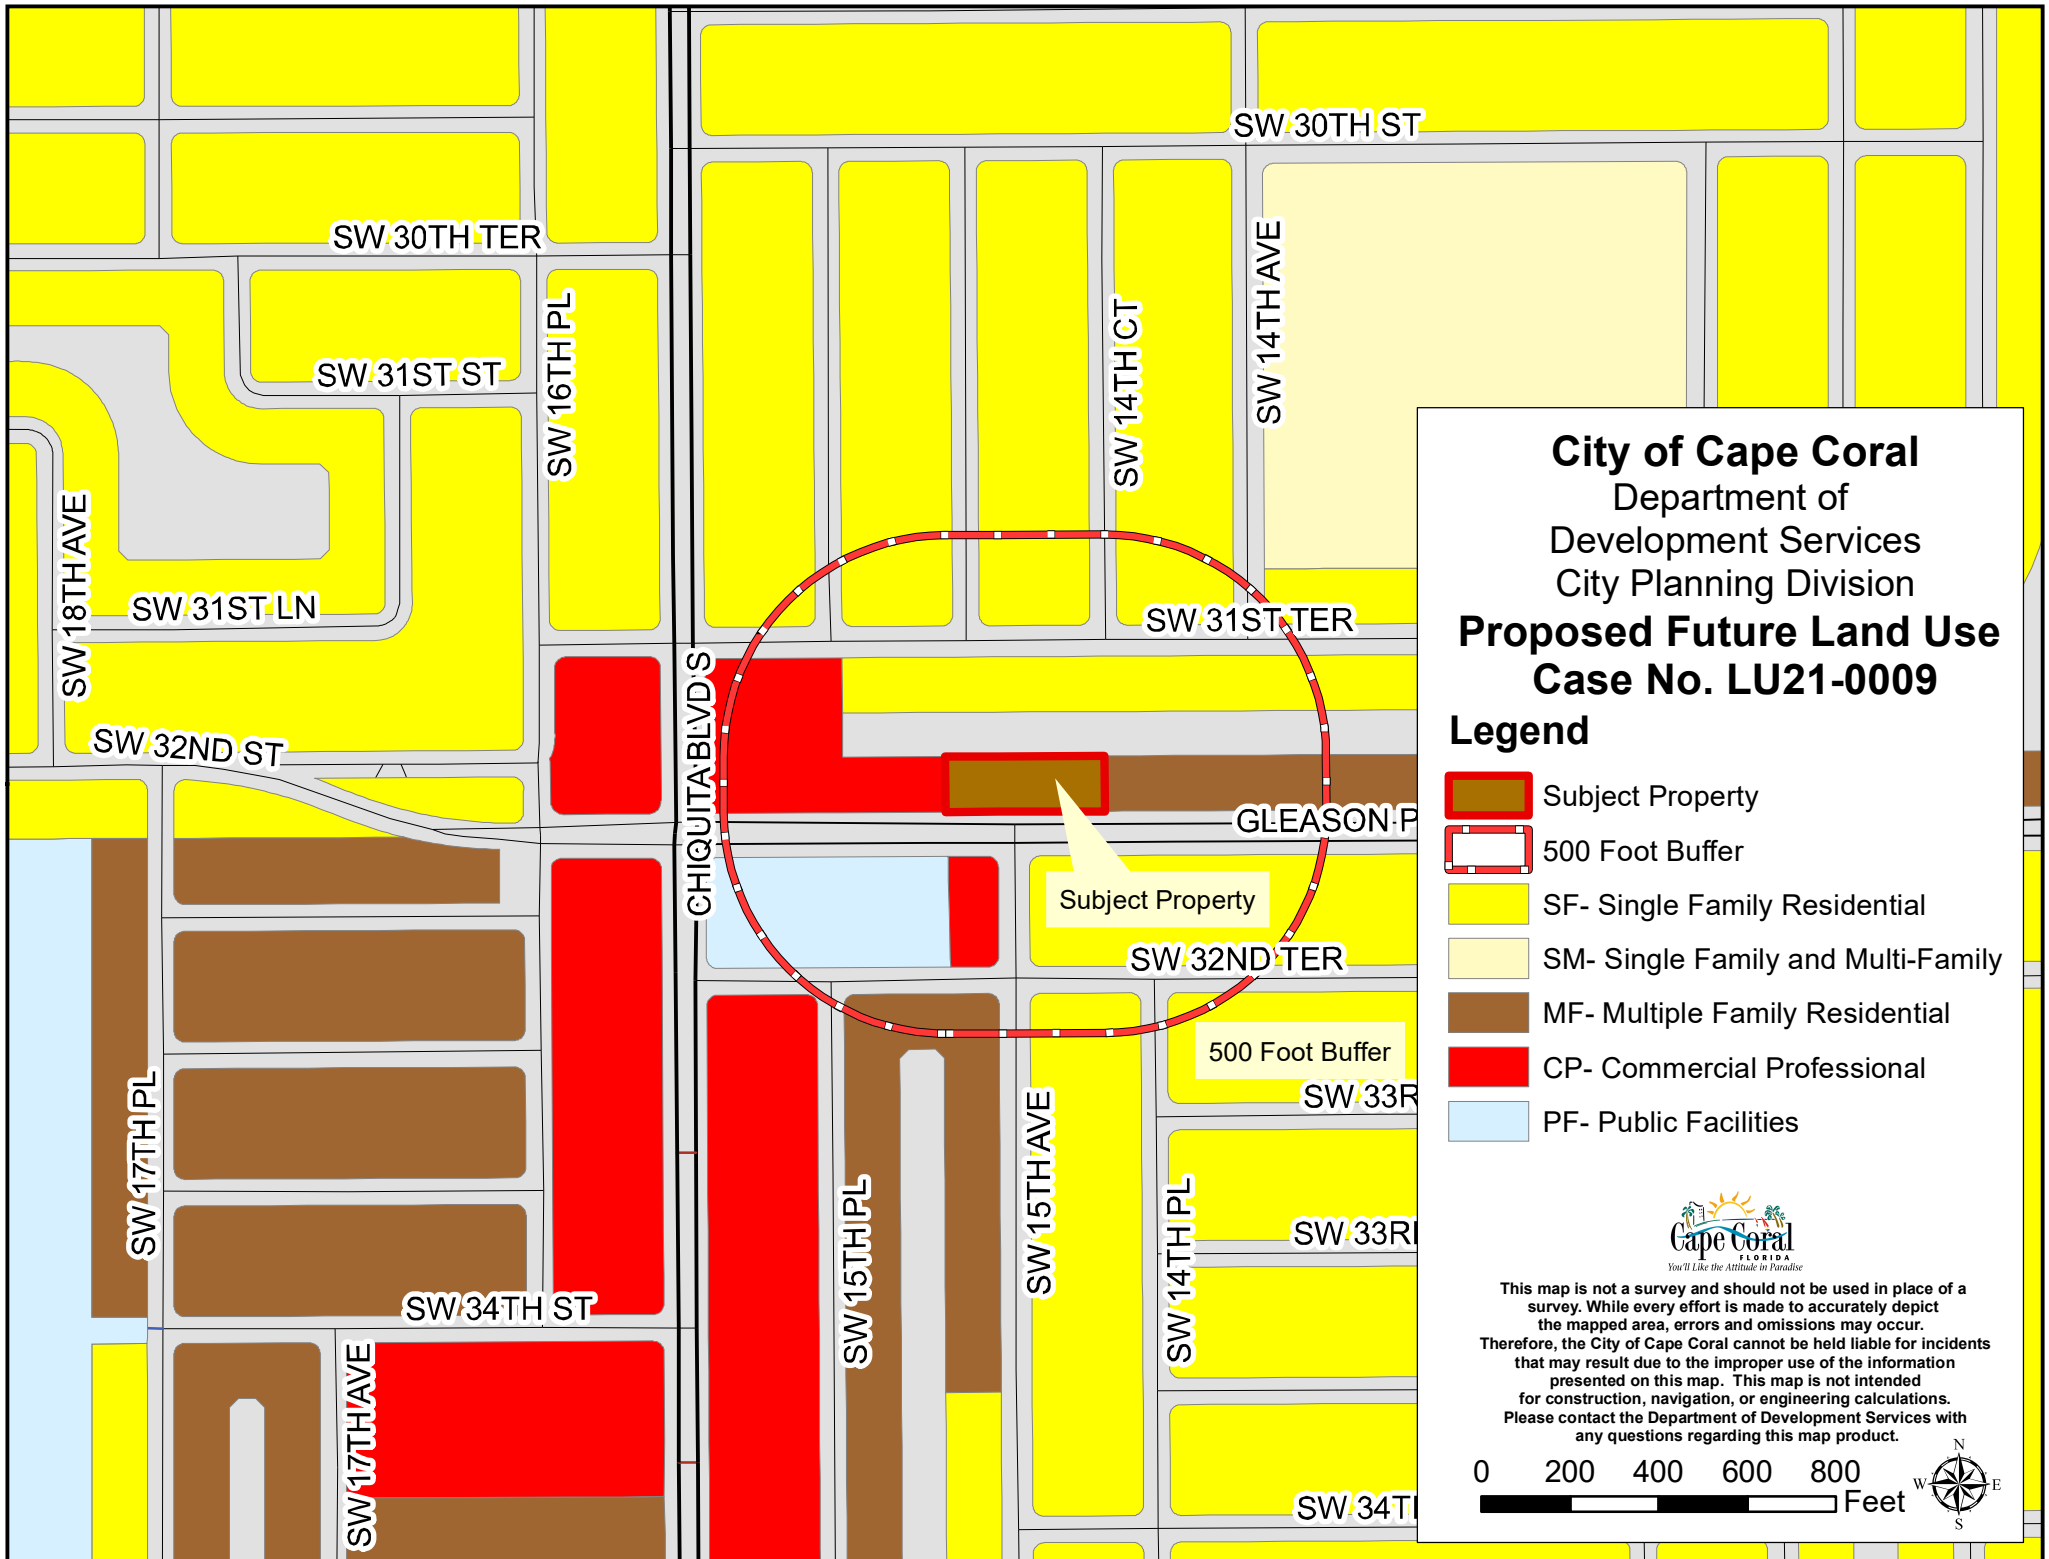 SW 30TH ST
SW 30TH TER
SW 14TH AVE
SW 16TH PL
SW 14TH CT
SW 31ST ST
SW 18TH AVE
SW 31ST LN
SW 31ST TER
CHIQUITA BLVD S
SW 32ND ST
GLEASON P
Subject Property
SW 32ND TER
500 Foot Buffer
SW 33R
SW 17TH PL
SW 15TH AVE
SW 15TH PL
SW 14TH PL
SW 33R
SW 34TH ST
SW 17TH AVE
SW 34T
City of Cape Coral
Department of
Development Services
City Planning Division
Proposed Future Land Use
Case No. LU21-0009
Legend
Subject Property
500 Foot Buffer
SF- Single Family Residential
SM- Single Family and Multi-Family
MF- Multiple Family Residential
CP- Commercial Professional
PF- Public Facilities
Cape Coral
FLORIDA
You'll Like the Attitude in Paradise
This map is not a survey and should not be used in place of a
survey. While every effort is made to accurately depict
the mapped area, errors and omissions may occur.
Therefore, the City of Cape Coral cannot be held liable for incidents
that may result due to the improper use of the information
presented on this map. This map is not intended
for construction, navigation, or engineering calculations.
Please contact the Department of Development Services with
any questions regarding this map product.
0 200 400 600 800
Feet
N
W E
S